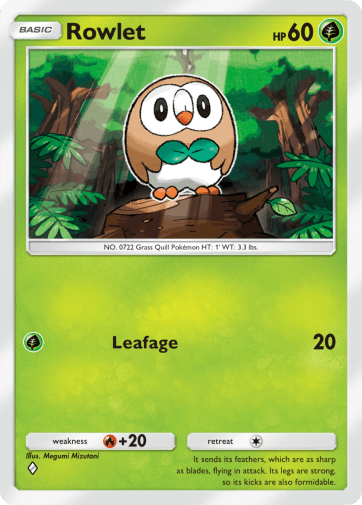 BASIC Rowlet HP 60
NO. 0722 Grass Quill Pokémon HT: 1' WT: 3.3 lbs.
Leafage 20
weakness +20 retreat
Illus. Megumi Mizutani
It sends its feathers, which are as sharp
as blades, flying in attack. Its legs are strong,
so its kicks are also formidable.